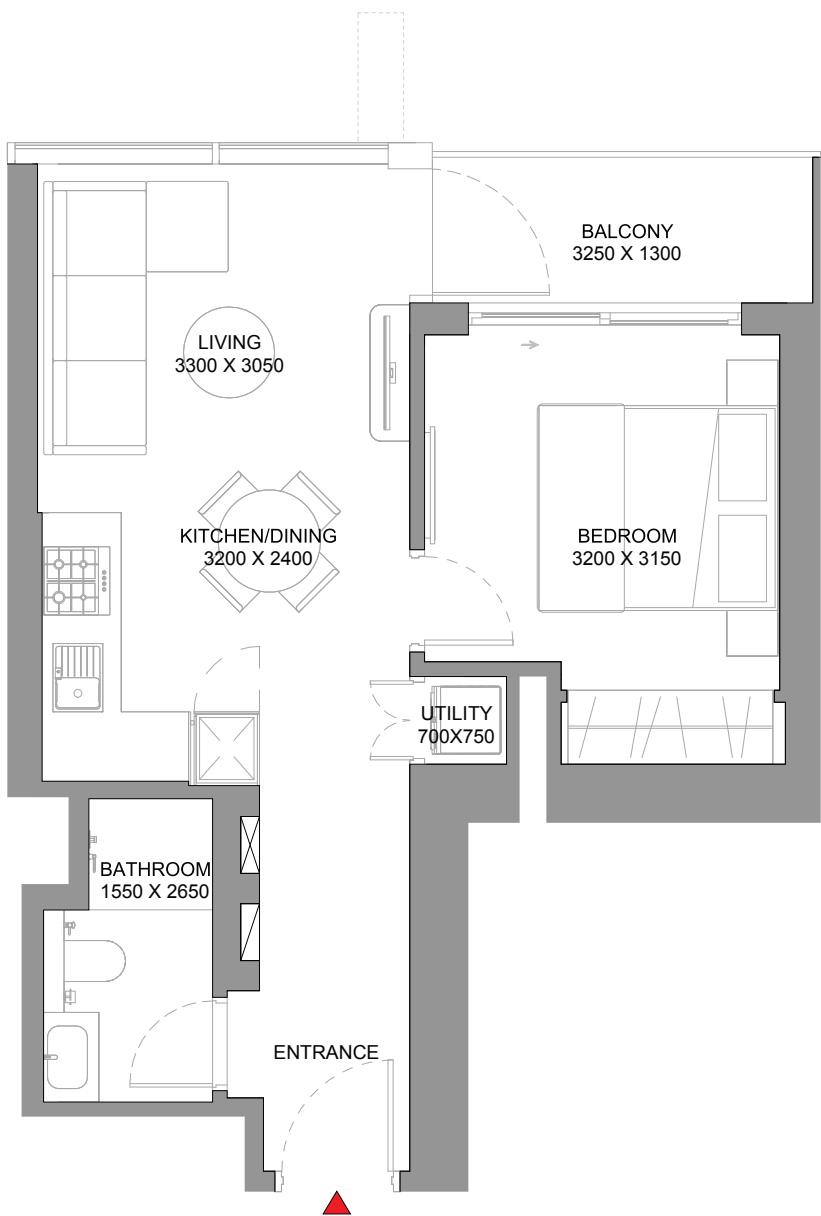 BALCONY
3250 X 1300
LIVING
3300 X 3050
KITCHEN/DINING
3200 X 2400
BEDROOM
3200 X 3150
UTILITY
700X750
BATHROOM
1550 X 2650
ENTRANCE